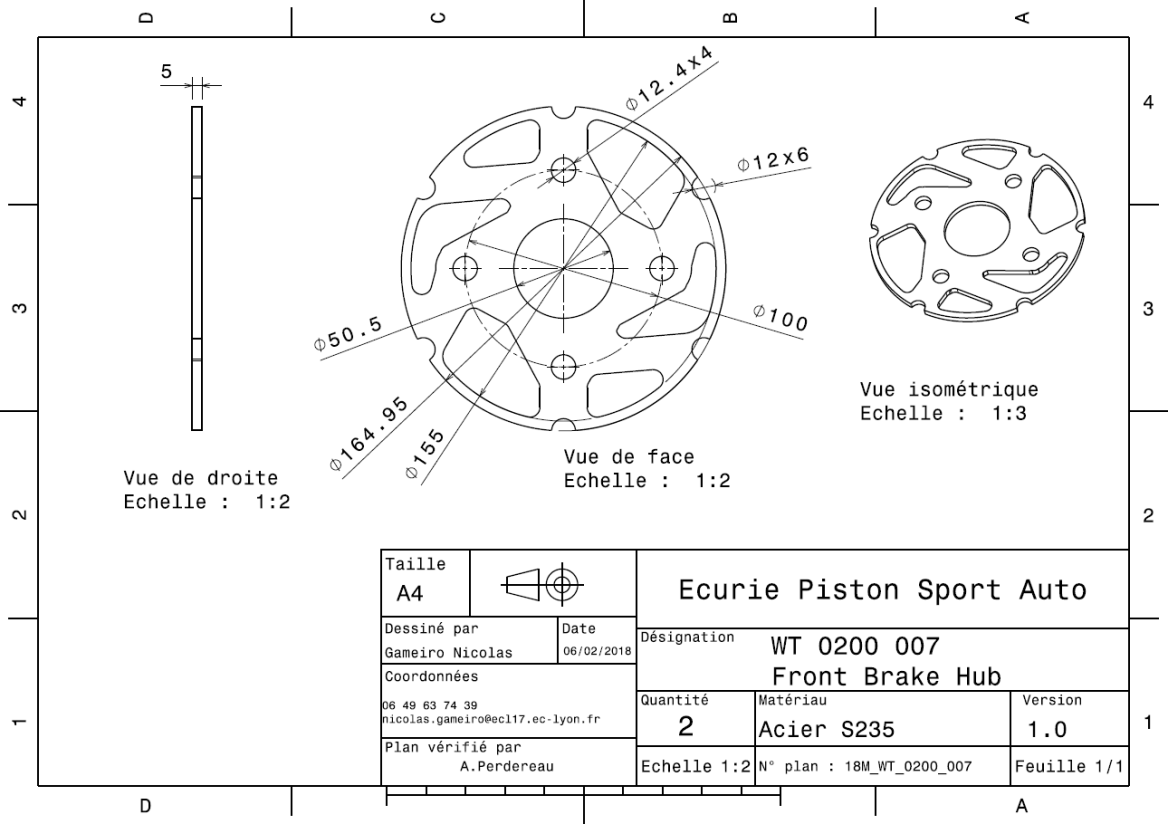 D C B A
4 4
5
⌀12.4x4
⌀12x6
⌀100
⌀50.5
⌀164.95
⌀155
3 3
Vue isométrique
Echelle : 1:3
Vue de face
Echelle : 1:2
Vue de droite
Echelle : 1:2
2 2
Taille
A4
Ecurie Piston Sport Auto
Dessiné par
Gameiro Nicolas
Date
06/02/2018
Désignation
WT 0200 007
Front Brake Hub
Coordonnées
06 49 63 74 39
nicolas.gameiro@ecl17.ec-lyon.fr
Quantité
2
Matériau
Acier S235
Version
1.0
Plan vérifié par
A.Perdereau
Echelle 1:2
N° plan : 18M_WT_0200_007
Feuille 1/1
1 1
D A